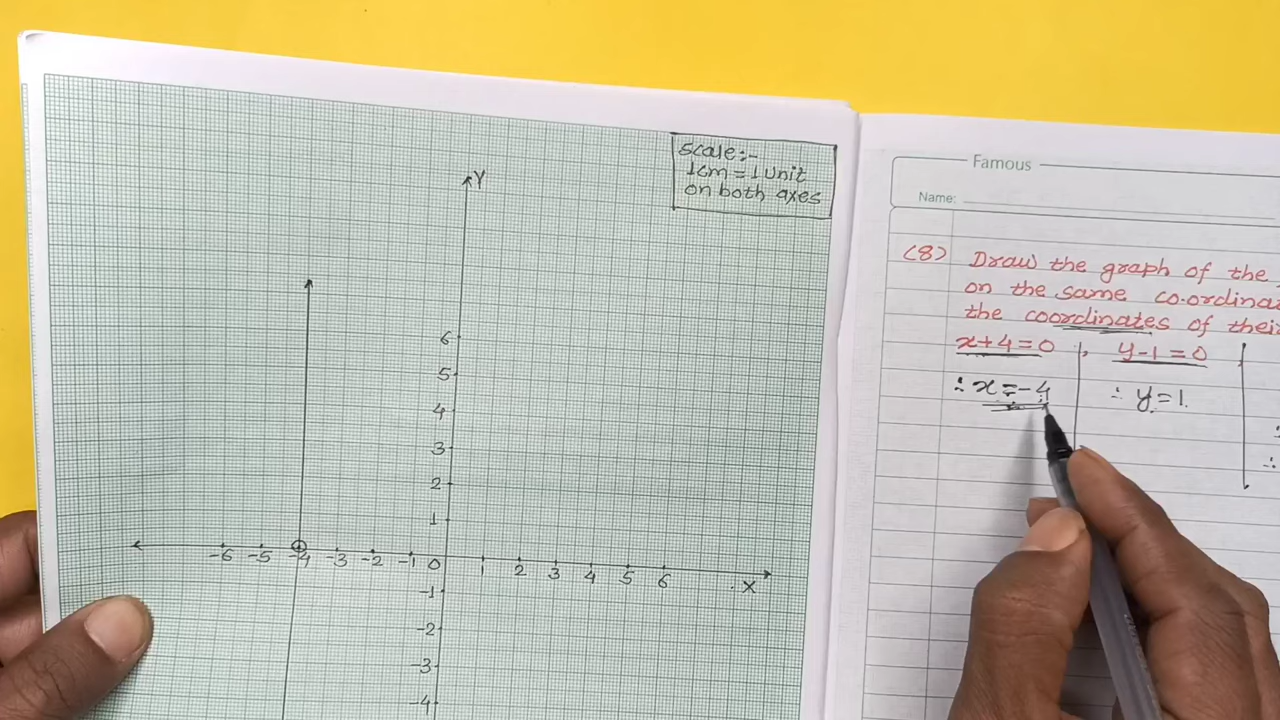 Scale:-
1cm = 1 unit
on both axes
Y
6
5
4
3
2
1
-6 -5 -4 -3 -2 -1 0 1 2 3 4 5 6 X
-1
-2
-3
-4
Famous
Name:
(8) Draw the graph of the
on the same co-ordina
the coordinates of thei
x+4=0, y-1=0
∴ x=-4 ∴ y=1
∴